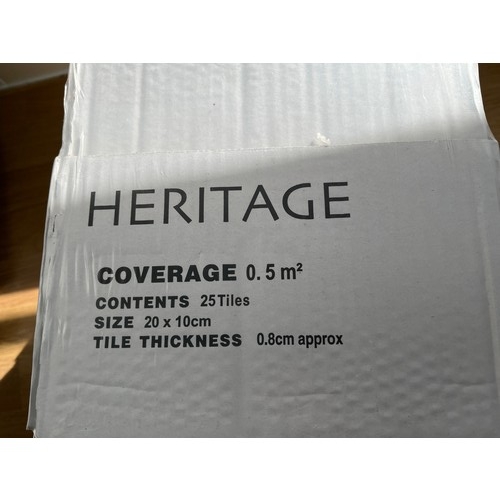 HERITAGE
COVERAGE 0.5 m²
CONTENTS 25Tiles
SIZE 20 x 10cm
TILE THICKNESS 0.8cm approx